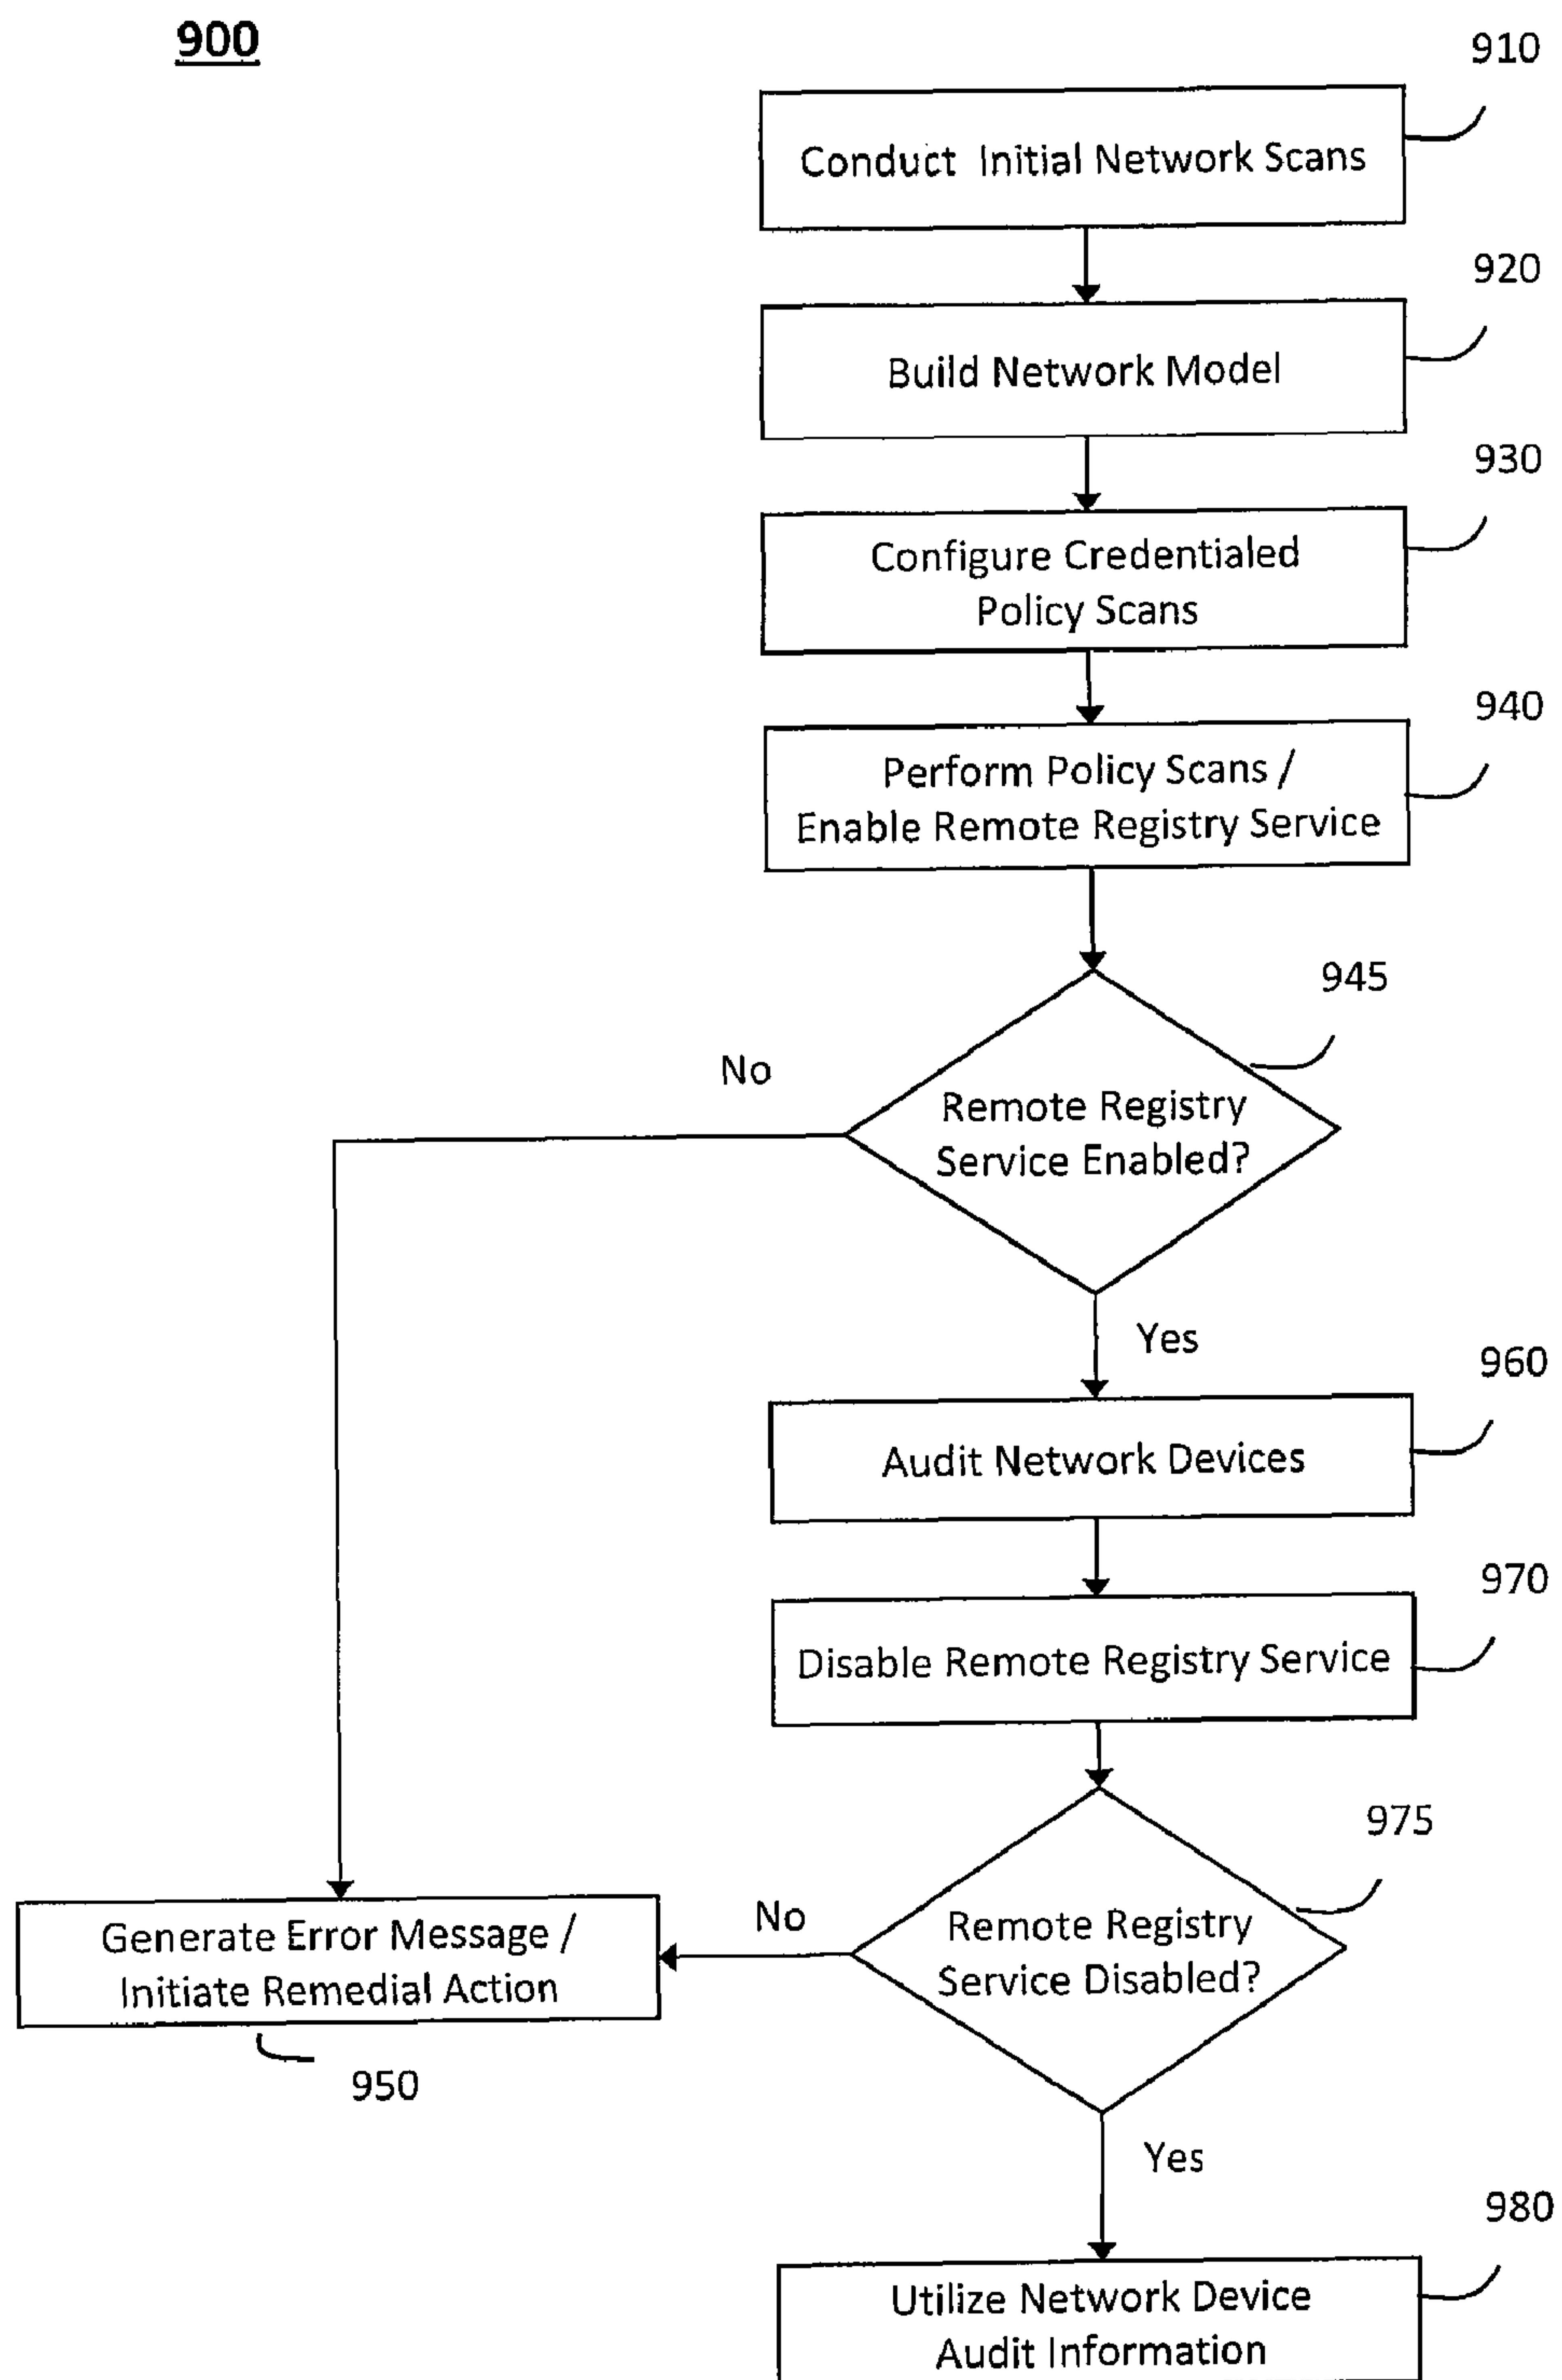 900
910
Conduct Initial Network Scans
920
Build Network Model
930
Configure Credentialed
Policy Scans
940
Perform Policy Scans /
Enable Remote Registry Service
945
No
Remote Registry
Service Enabled?
Yes
960
Audit Network Devices
970
Disable Remote Registry Service
975
No
Remote Registry
Service Disabled?
Generate Error Message /
Initiate Remedial Action
950
Yes
980
Utilize Network Device
Audit Information